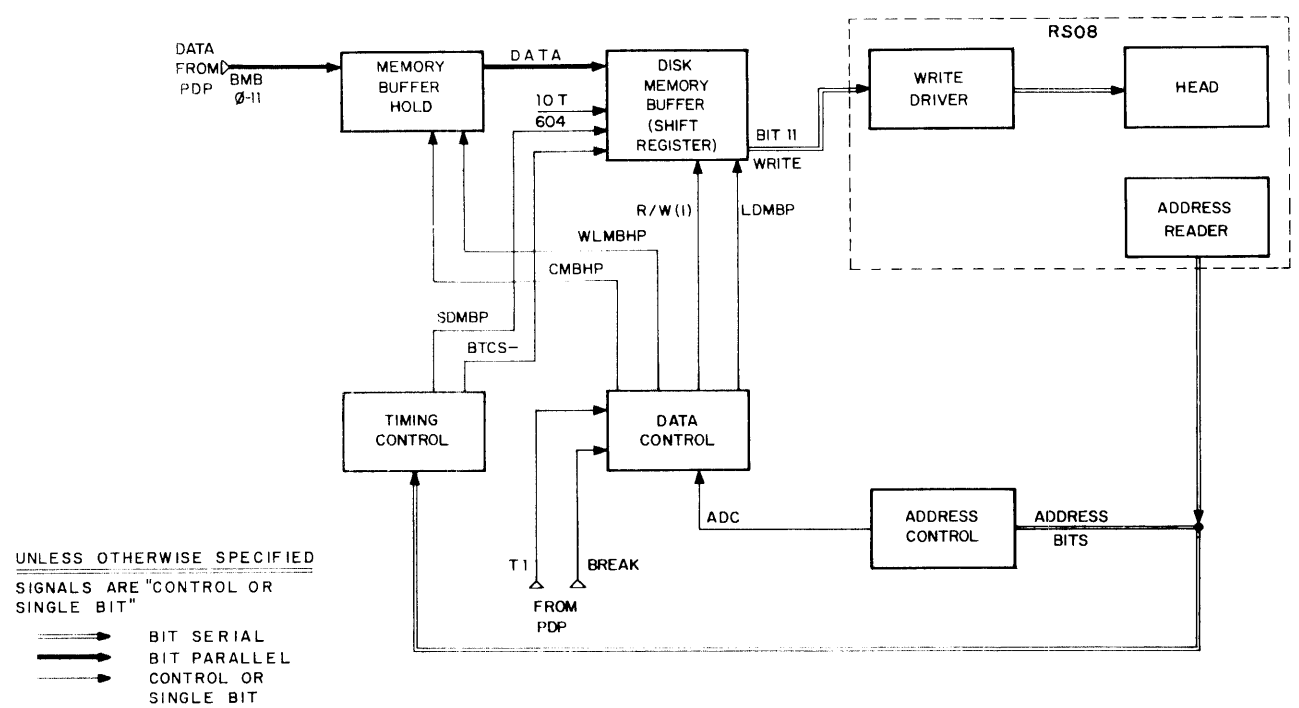 RS08
DATA
FROM
PDP
BMB
Ø-11
MEMORY
BUFFER
HOLD
DATA
DISK
MEMORY
BUFFER
(SHIFT
REGISTER)
IOT
604
BIT 11
WRITE
WRITE
DRIVER
HEAD
ADDRESS
READER
R/W(1)
LDMBP
WLMBHP
CMBHP
SDMBP
BTCS-
TIMING
CONTROL
DATA
CONTROL
ADC
ADDRESS
CONTROL
ADDRESS
BITS
T1
BREAK
FROM
PDP
UNLESS OTHERWISE SPECIFIED
SIGNALS ARE "CONTROL OR
SINGLE BIT"
BIT SERIAL
BIT PARALLEL
CONTROL OR
SINGLE BIT